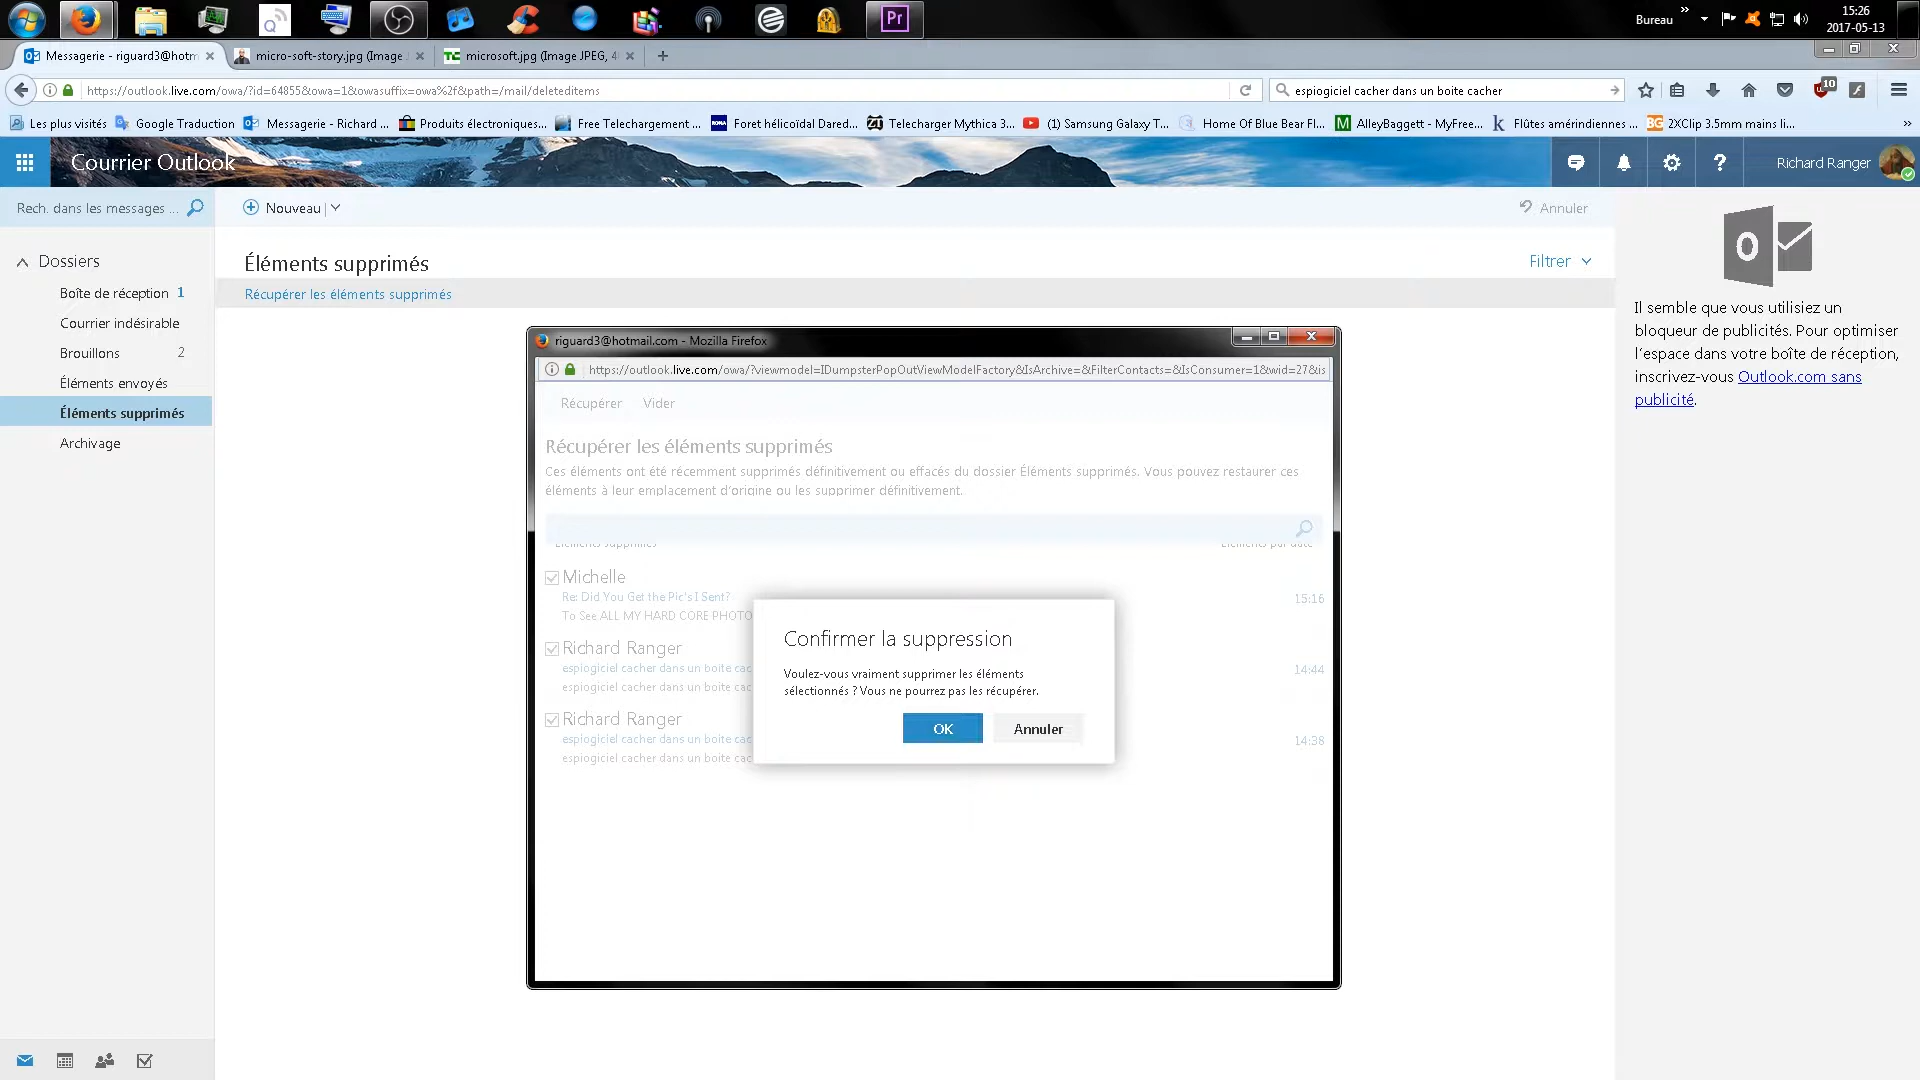 Bureau
15:26
2017-05-13
Pr
Messagerie - riguard3@hotm
micro-soft-story.jpg (Image
microsoft.jpg (Image JPEG, 4
https://outlook.live.com/owa/?id=64855&owa=1&owasuffix=owa%2f&path=/mail/deleteditems
espiogiciel cacher dans un boite cacher
10
Les plus visités
Google Traduction
Messagerie - Richard ...
Produits électroniques...
Free Telechargement ...
Foret hélicoïdal Dared...
Telecharger Mythica 3...
(1) Samsung Galaxy T...
Home Of Blue Bear Fl...
AlleyBaggett - MyFree...
Flûtes amérindiennes ...
2XClip 3.5mm mains li...
Courrier Outlook
Richard Ranger
Rech. dans les messages ...
Nouveau
Annuler
Dossiers
Boîte de réception 1
Courrier indésirable
Brouillons 2
Éléments envoyés
Éléments supprimés
Archivage
Éléments supprimés
Filtrer
Récupérer les éléments supprimés
Il semble que vous utilisiez un
bloqueur de publicités. Pour optimiser
l'espace dans votre boîte de réception,
inscrivez-vous Outlook.com sans
publicité.
riguard3@hotmail.com - Mozilla Firefox
https://outlook.live.com/owa/?viewmodel=IDumpsterPopOutViewModelFactory&IsArchive=&FilterContacts=&IsConsumer=1&wid=27&is
Récupérer Vider
Récupérer les éléments supprimés
Ces éléments ont été récemment supprimés définitivement ou effacés du dossier Éléments supprimés. Vous pouvez restaurer ces
éléments à leur emplacement d'origine ou les supprimer définitivement.
Éléments supprimés
Éléments par date
Michelle
Re: Did You Get the Pic's I Sent?
15:16
To See ALL MY HARD CORE PHOTO
Richard Ranger
espiogiciel cacher dans un boite cac
14:44
espiogiciel cacher dans un boite cac
Richard Ranger
espiogiciel cacher dans un boite cac
14:38
espiogiciel cacher dans un boite cac
Confirmer la suppression
Voulez-vous vraiment supprimer les éléments
sélectionnés ? Vous ne pourrez pas les récupérer.
OK
Annuler